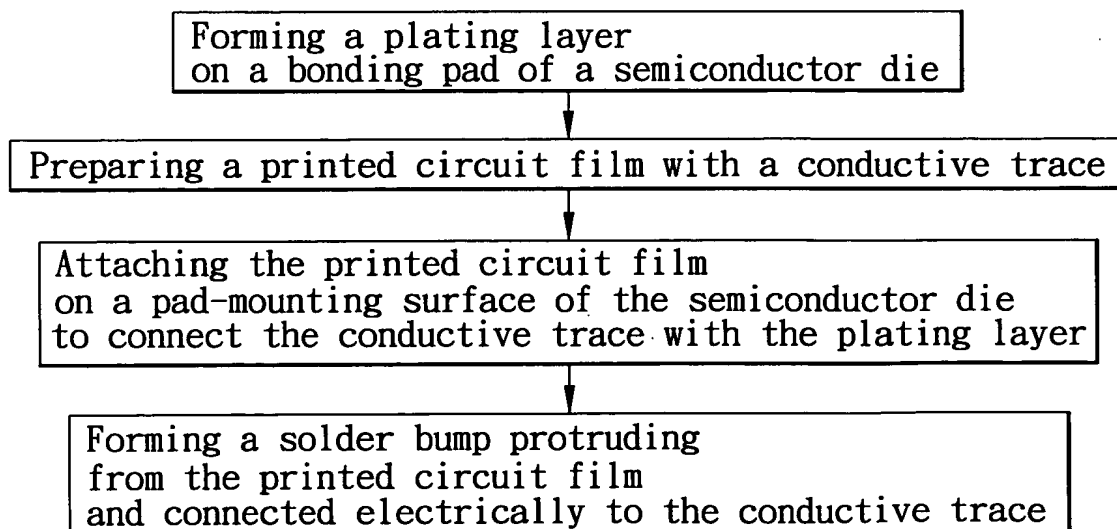 Forming a plating layer
on a bonding pad of a semiconductor die
Preparing a printed circuit film with a conductive trace
Attaching the printed circuit film
on a pad-mounting surface of the semiconductor die
to connect the conductive trace with the plating layer
Forming a solder bump protruding
from the printed circuit film
and connected electrically to the conductive trace